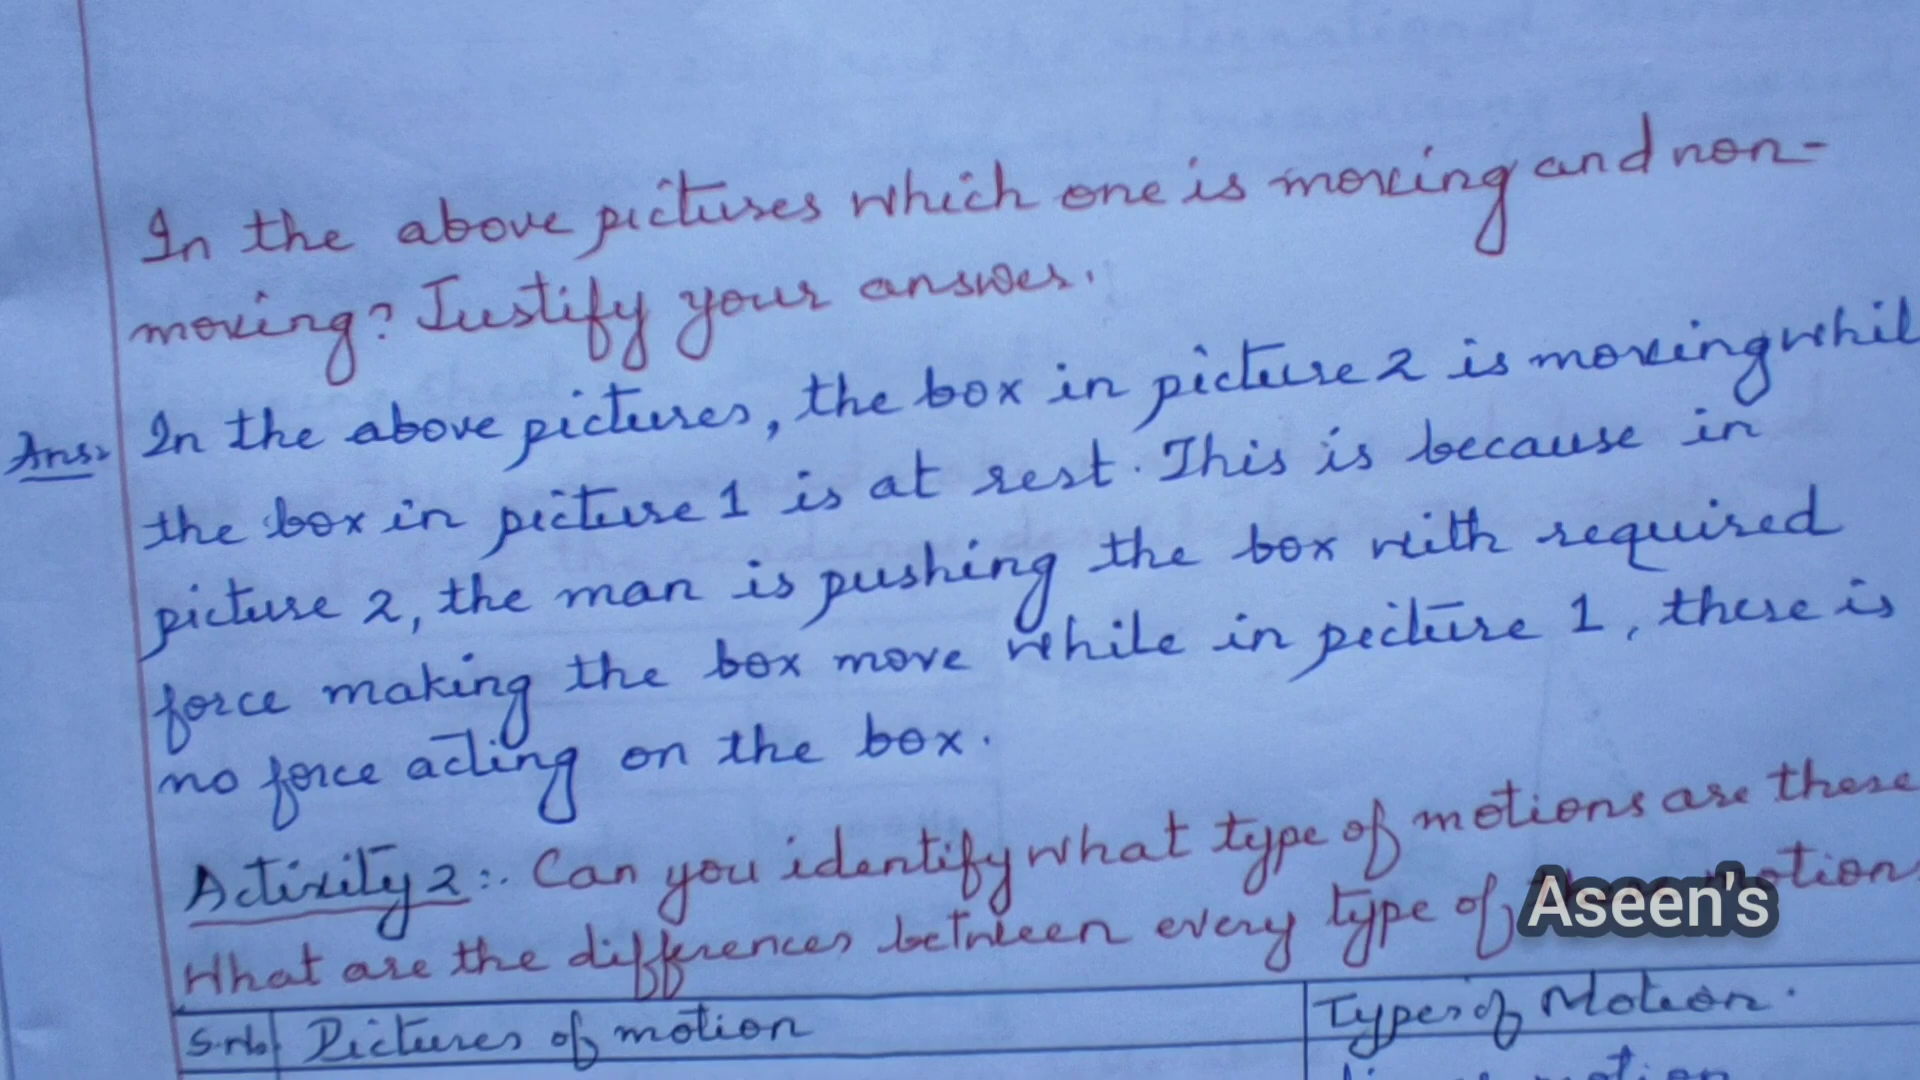 In the above pictures which one is moving and non-
moving? Justify your answer.
Ans:- In the above pictures, the box in picture 2 is moving whil
the box in picture 1 is at rest. This is because in
picture 2, the man is pushing the box with required
force making the box move while in picture 1, there is
no force acting on the box.
Activity 2:. Can you identify what type of motions are these
What are the differences between every type of motion
Aseen's
S.no Pictures of motion Types of Motion.
motion